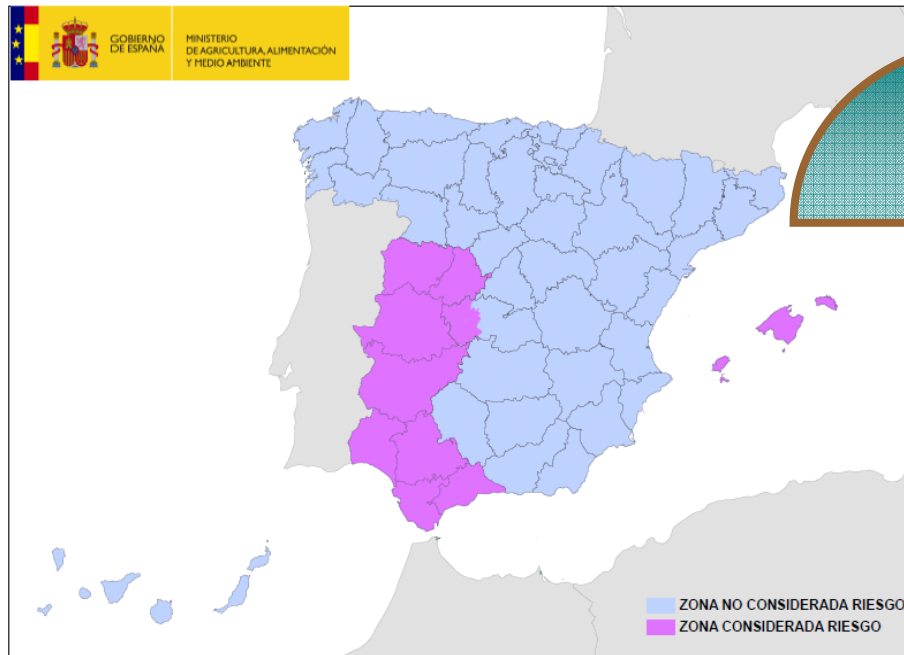 GOBIERNO
DE ESPAÑA
MINISTERIO
DE AGRICULTURA, ALIMENTACIÓN
Y MEDIO AMBIENTE
ZONA NO CONSIDERADA RIESGO
ZONA CONSIDERADA RIESGO